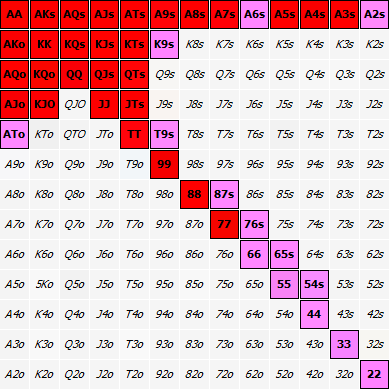 AA AKs AQs AJs ATs A9s A8s A7s A6s A5s A4s A3s A2s
AKo KK KQs KJs KTs K9s K8s K7s K6s K5s K4s K3s K2s
AQo KQo QQ QJs QTs Q9s Q8s Q7s Q6s Q5s Q4s Q3s Q2s
AJo KJO QJO JJ JTs J9s J8s J7s J6s J5s J4s J3s J2s
ATo KTo QTO JTo TT T9s T8s T7s T6s T5s T4s T3s T2s
A9o K9o Q9o J9o T9o 99 98s 97s 96s 95s 94s 93s 92s
A8o K8o Q8o J8o T8o 98o 88 87s 86s 85s 84s 83s 82s
A7o K7o Q7o J7o T7o 97o 87o 77 76s 75s 74s 73s 72s
A6o K6o Q6o J6o T6o 96o 86o 76o 66 65s 64s 63s 62s
A5o 5Ko Q5o J5o T5o 95o 85o 75o 65o 55 54s 53s 52s
A4o K4o Q4o J4o T4o 94o 84o 74o 64o 54o 44 43s 42s
A3o K3o Q3o J3o T3o 93o 83o 73o 63o 53o 43o 33 32s
A2o K2o Q2o J2o T2o 92o 82o 72o 62o 52o 42o 32o 22